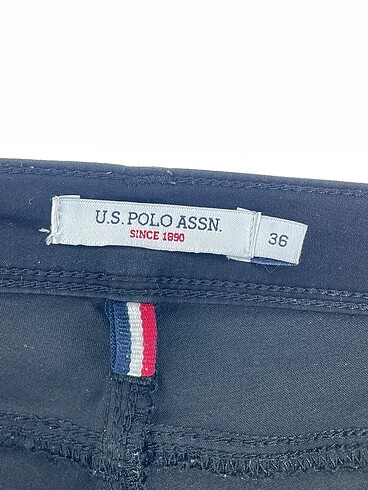 U.S. POLO ASSN.
SINCE 1890
36